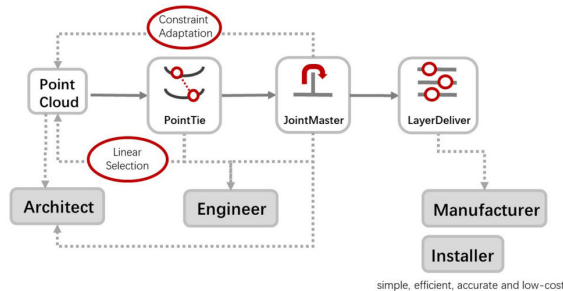 Constraint
Adaptation
Point
Cloud
PointTie
JointMaster
LayerDeliver
Linear
Selection
Architect
Engineer
Manufacturer
Installer
simple, efficient, accurate and low-cost